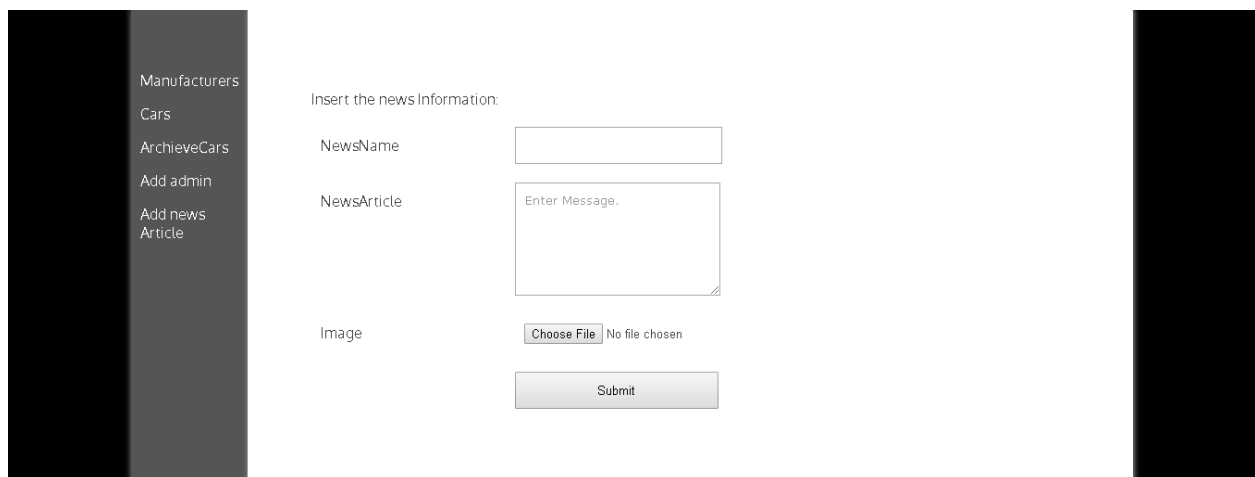 Manufacturers
Cars
ArchieveCars
Add admin
Add news
Article
Insert the news Information:
NewsName
NewsArticle
Enter Message.
Image
Choose File No file chosen
Submit